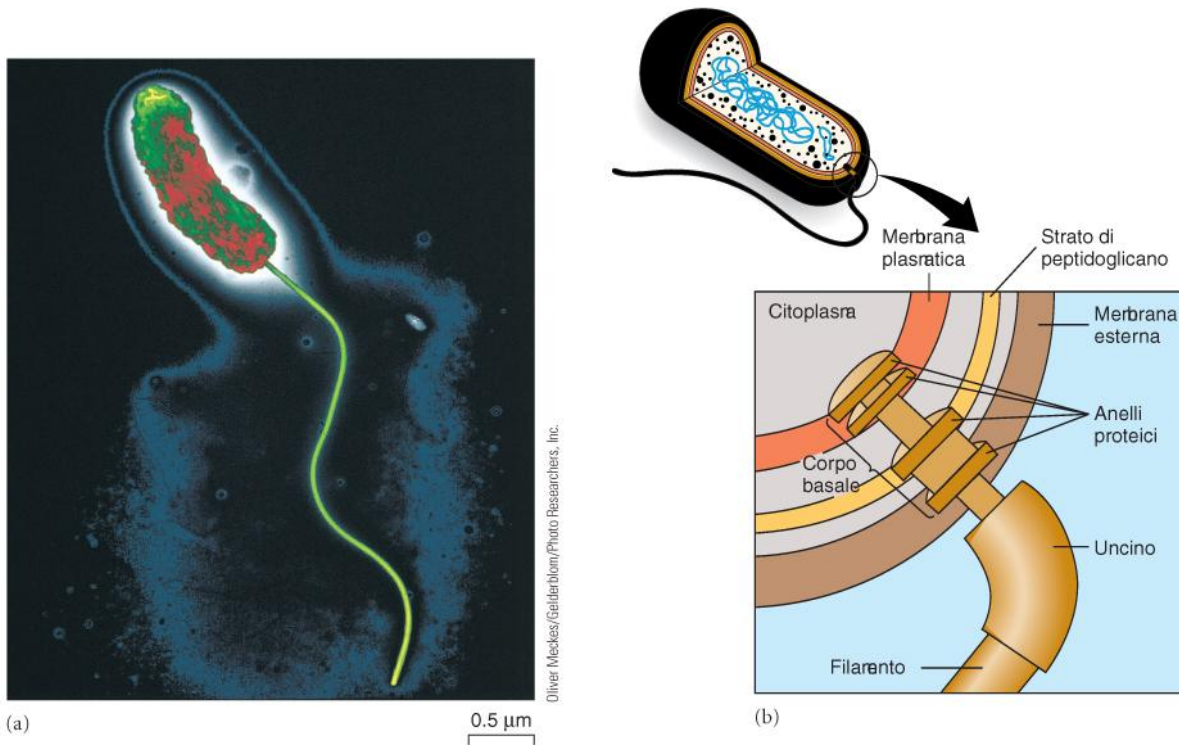 Oliver Meckes/Gelderblom/Photo Researchers, Inc.
(a)
0.5 µm
Membrana
plasmatica
Strato di
peptidoglicano
Citoplasma
Membrana
esterna
Anelli
proteici
Corpo
basale
Uncino
Filamento
(b)